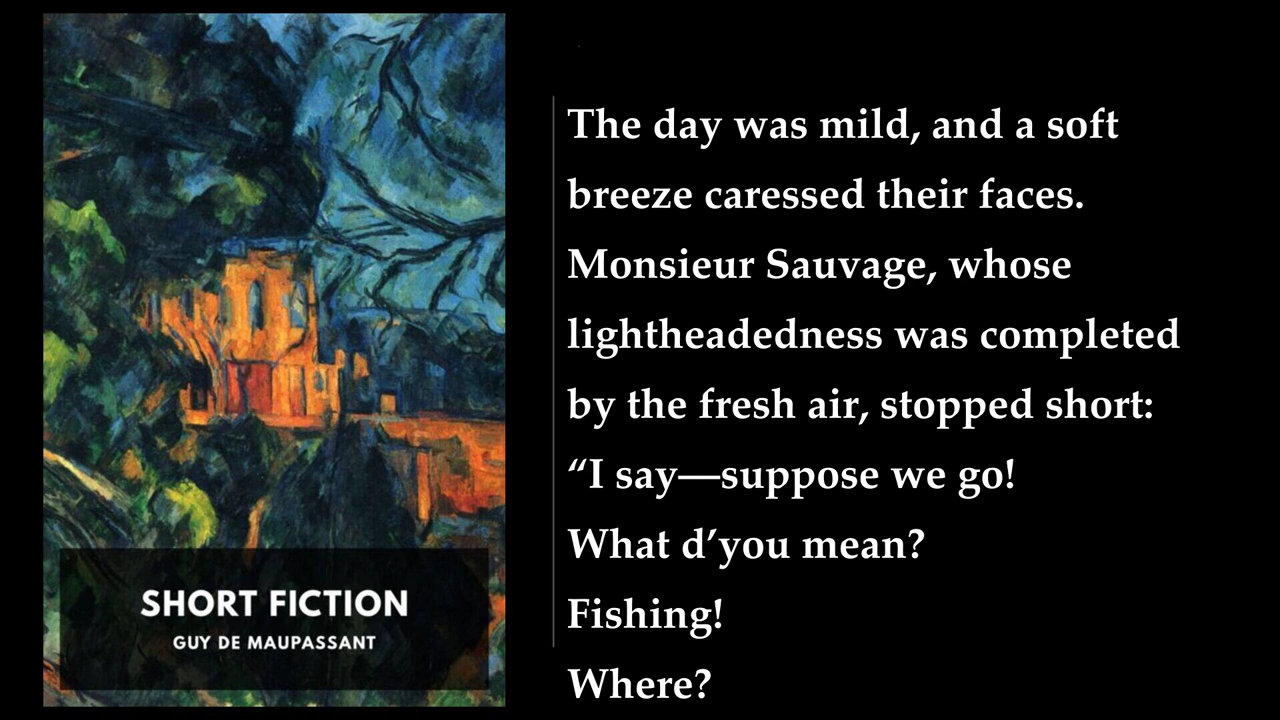 SHORT FICTION
GUY DE MAUPASSANT
The day was mild, and a soft
breeze caressed their faces.
Monsieur Sauvage, whose
lightheadedness was completed
by the fresh air, stopped short:
“I say—suppose we go!
What d’you mean?
Fishing!
Where?